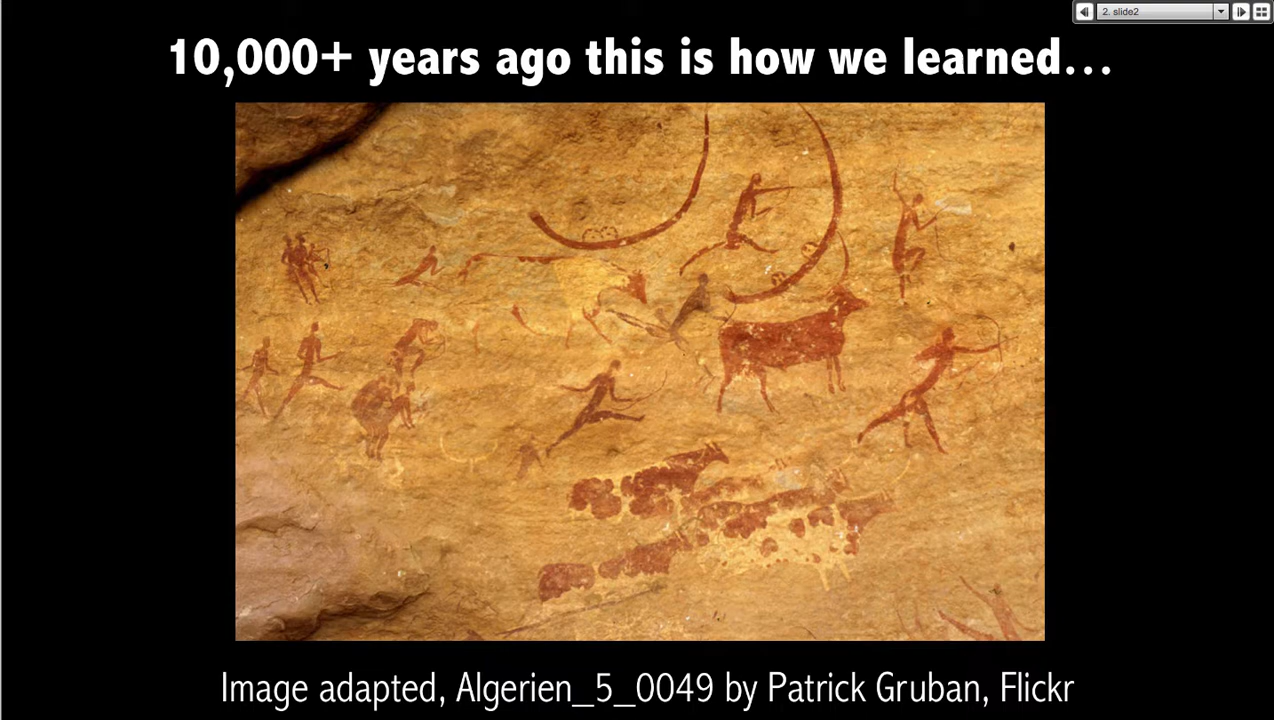 2. slide2
10,000+ years ago this is how we learned...
Image adapted, Algerien_5_0049 by Patrick Gruban, Flickr